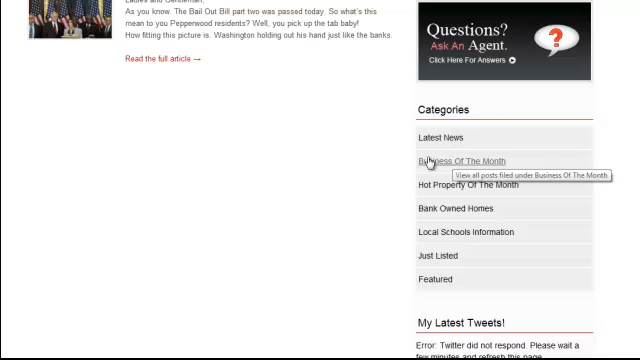 Ladies and Gentleman,
As you know. The Bail Out Bill part two was passed today. So what's this
mean to you Pepperwood residents? Well, you pick up the tab baby!
How fitting this picture is. Washington holding out his hand just like the banks.
Read the full article →
Questions?
Ask An Agent.
Click Here For Answers
?
Categories
Latest News
Business Of The Month
View all posts filed under Business Of The Month
Hot Property Of The Month
Bank Owned Homes
Local Schools Information
Just Listed
Featured
My Latest Tweets!
Error: Twitter did not respond. Please wait a
few minutes and refresh this page.